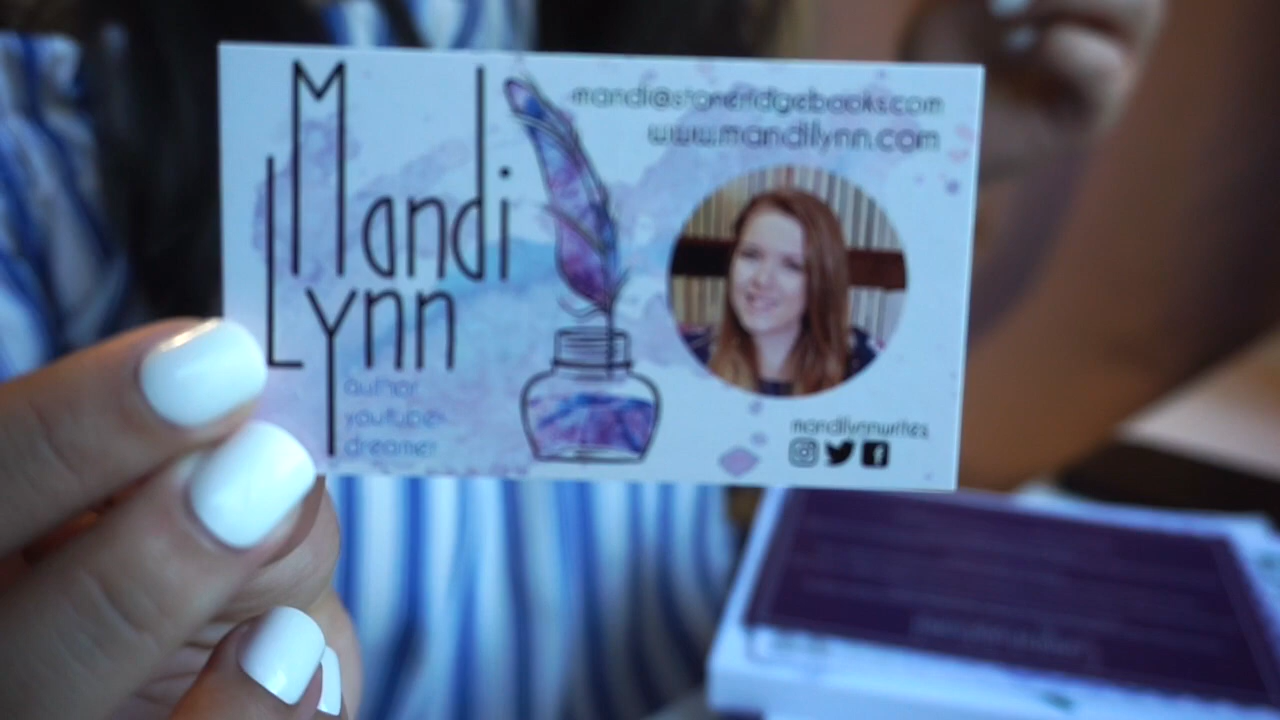 Mandi
Lynn
author
youtuber
dreamer
mandi@stoneridgebooks.com
www.mandilynn.com
mandilynnwrites